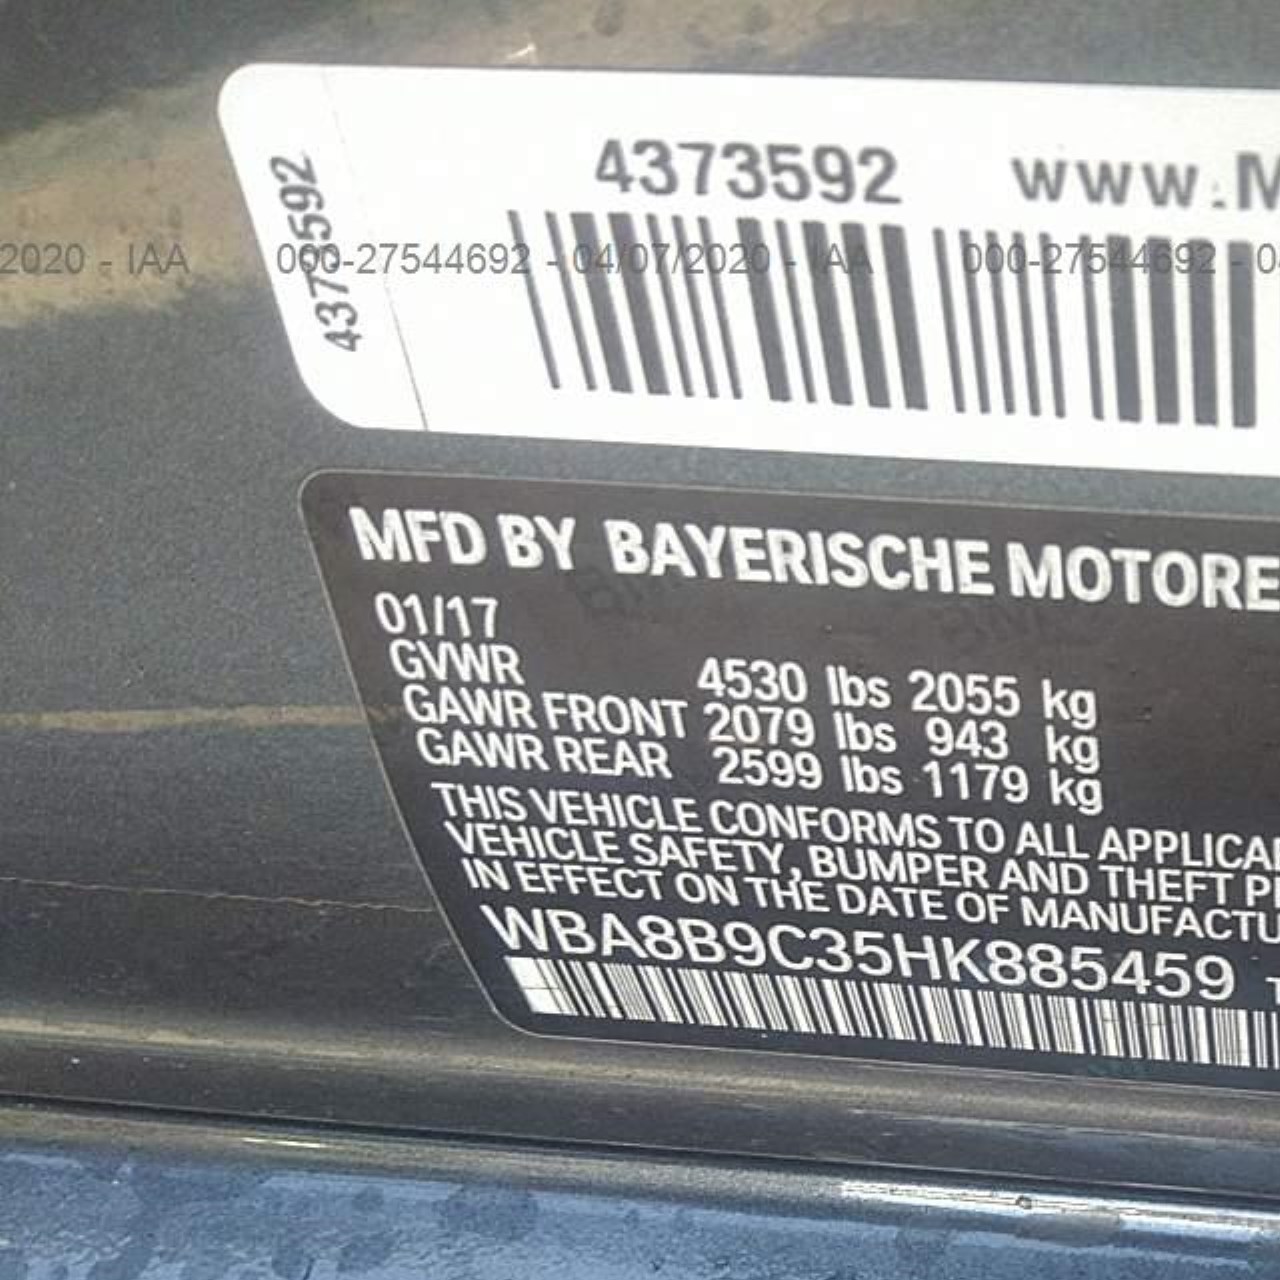 4373592 www.M
4373592
2020 - IAA 000-27544692 - 04/07/2020 - IAA 000-27544692 - 0
MFD BY BAYERISCHE MOTORE
01/17
GVWR 4530 lbs 2055 kg
GAWR FRONT 2079 lbs 943 kg
GAWR REAR 2599 lbs 1179 kg
THIS VEHICLE CONFORMS TO ALL APPLICA
VEHICLE SAFETY, BUMPER AND THEFT P
IN EFFECT ON THE DATE OF MANUFACTU
WBA8B9C35HK885459